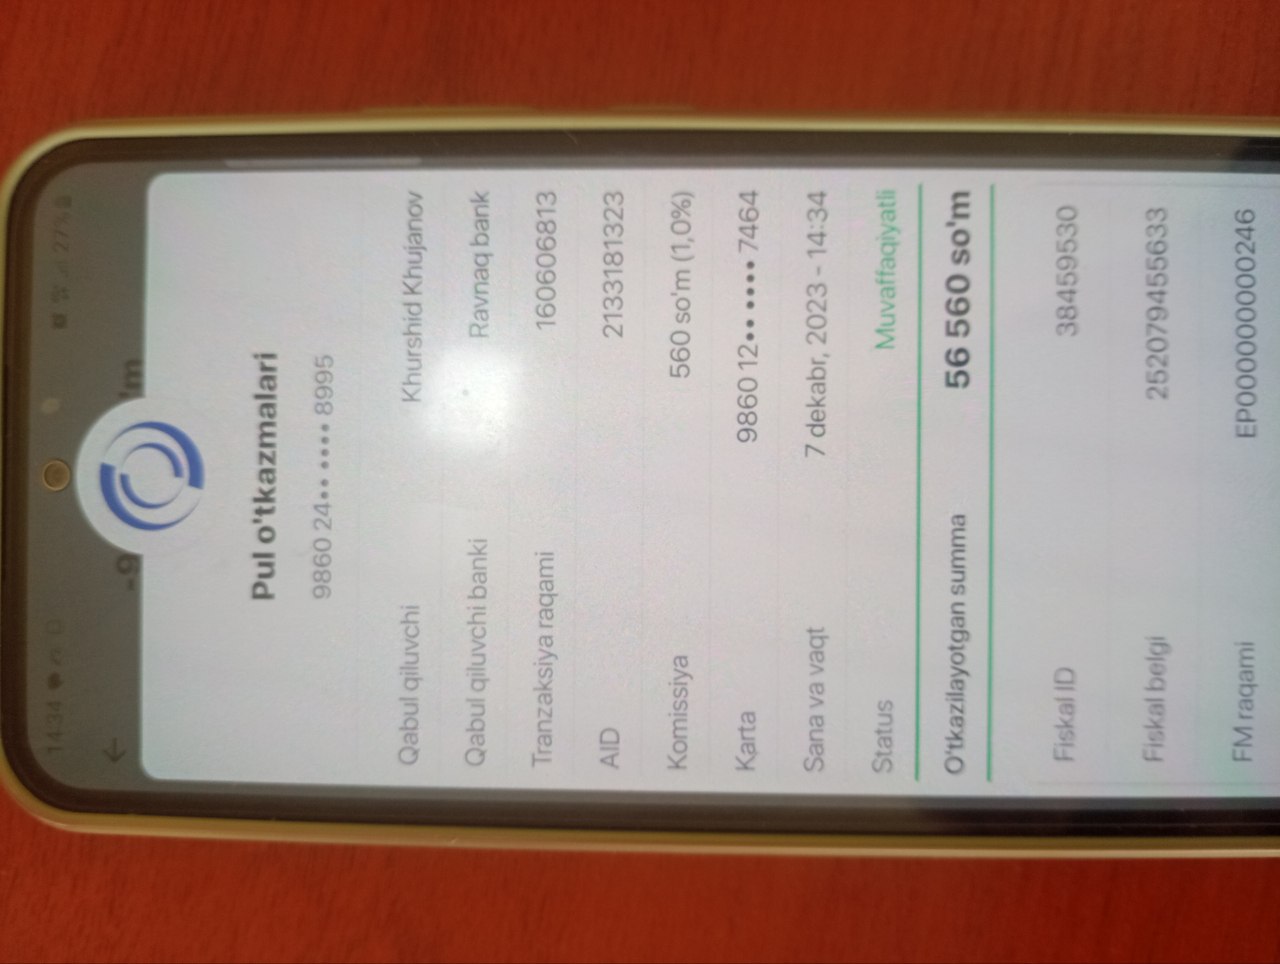 14:34
27%
Pul o'tkazmalari
9860 24•• •••• 8995
Qabul qiluvchi Khurshid Khujanov
Qabul qiluvchi banki Ravnaq bank
Tranzaksiya raqami 1606068​13
AID 2133181323
Komissiya 560 so'm (1,0%)
Karta 9860 12•• •••• 7464
Sana va vaqt 7 dekabr, 2023 - 14:34
Status Muvaffaqiyatli
O'tkazilayotgan summa 56 560 so'm
Fiskal ID 38459530
Fiskal belgi 252079455633
FM raqami EP000000000246